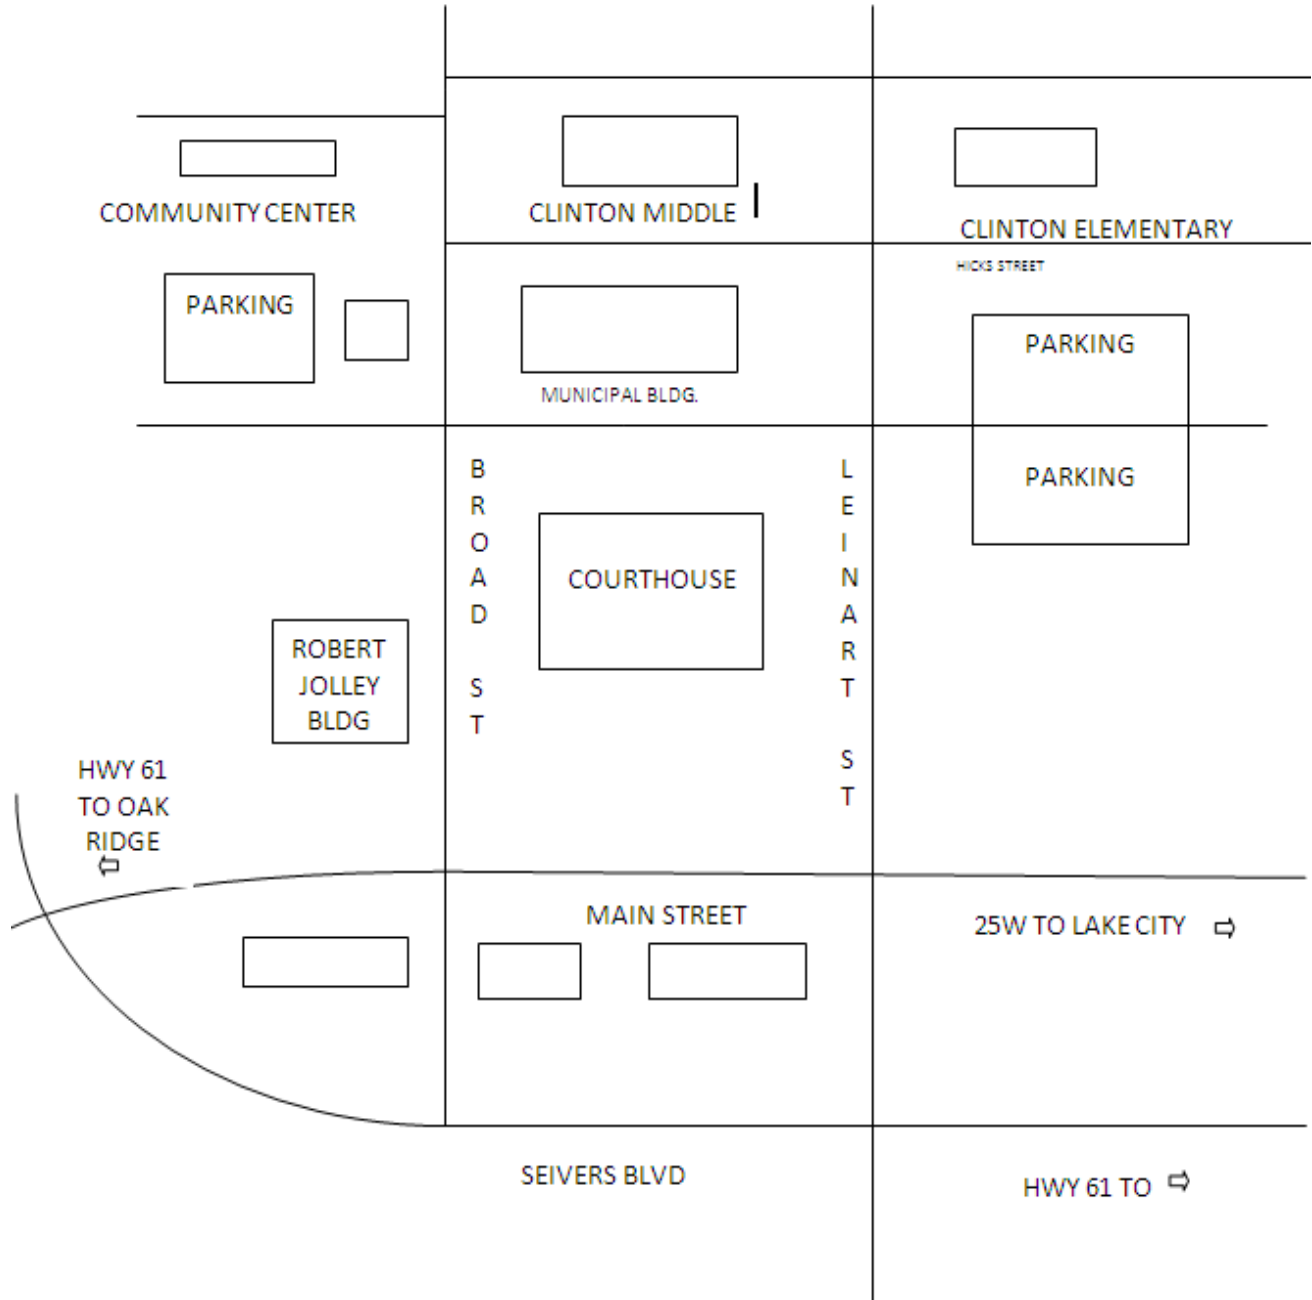 COMMUNITY CENTER
CLINTON MIDDLE
CLINTON ELEMENTARY
HICKS STREET
PARKING
PARKING
MUNICIPAL BLDG.
PARKING
B
R
O
A
D
S
T
COURTHOUSE
L
E
I
N
A
R
T
S
T
ROBERT
JOLLEY
BLDG
HWY 61
TO OAK
RIDGE
MAIN STREET
25W TO LAKE CITY
SEIVERS BLVD
HWY 61 TO